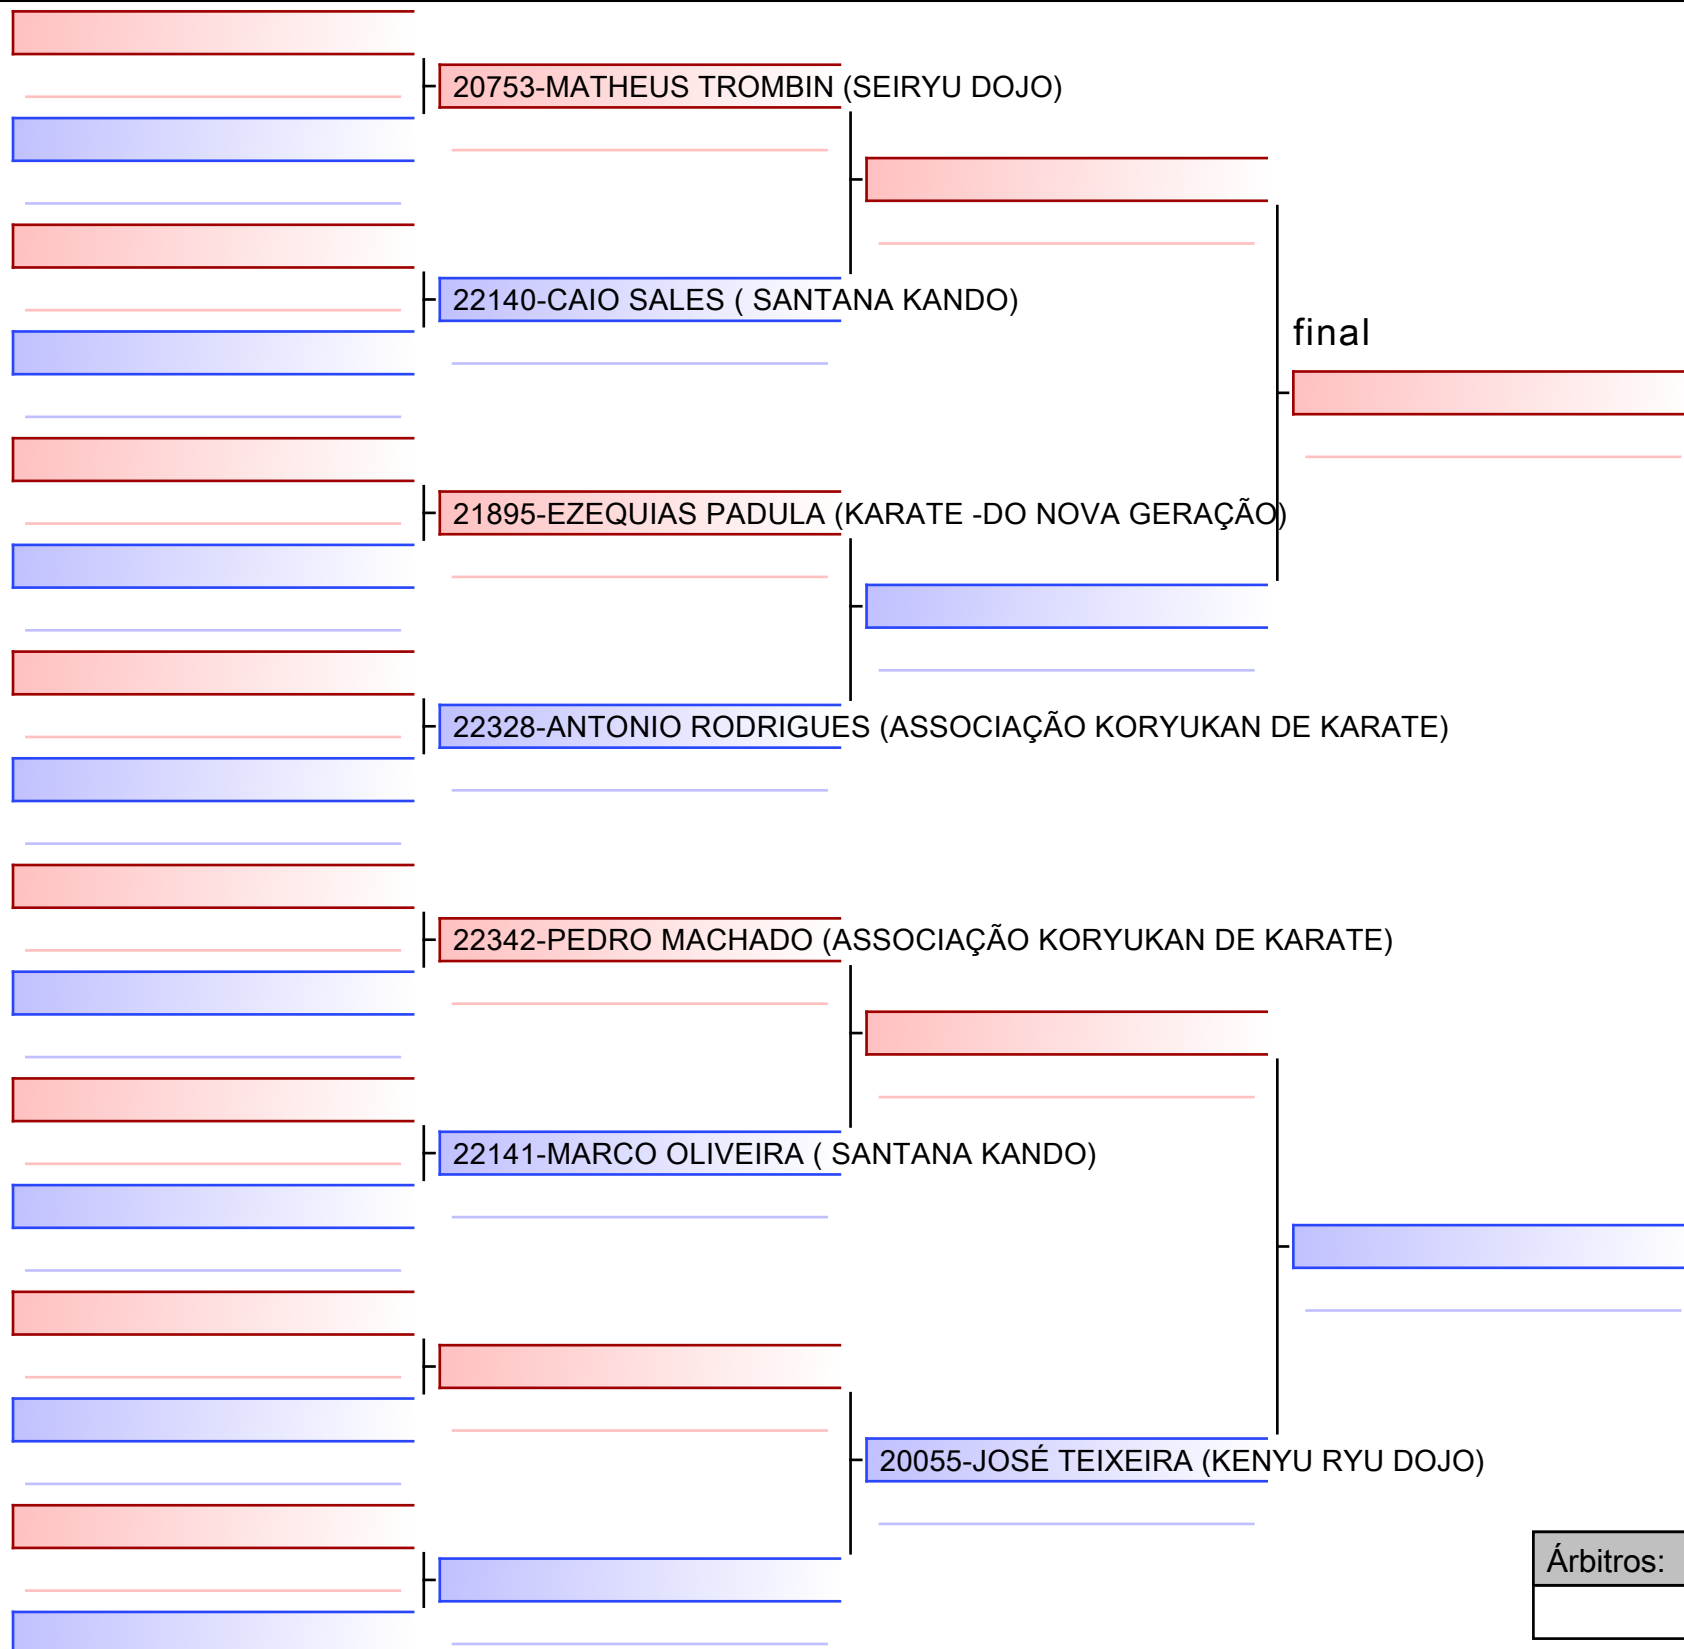 20753-MATHEUS TROMBIN (SEIRYU DOJO)
22140-CAIO SALES ( SANTANA KANDO)
final
21895-EZEQUIAS PADULA (KARATE -DO NOVA GERAÇÃO)
22328-ANTONIO RODRIGUES (ASSOCIAÇÃO KORYUKAN DE KARATE)
22342-PEDRO MACHADO (ASSOCIAÇÃO KORYUKAN DE KARATE)
22141-MARCO OLIVEIRA ( SANTANA KANDO)
20055-JOSÉ TEIXEIRA (KENYU RYU DOJO)
Árbitros: